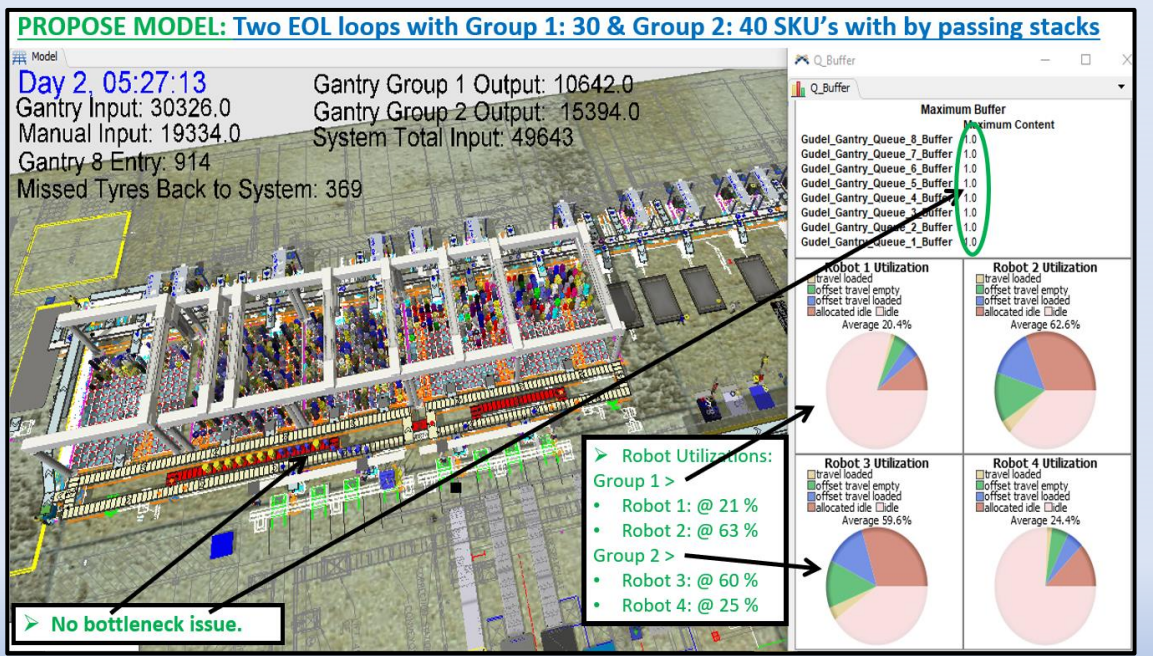 PROPOSE MODEL: Two EOL loops with Group 1: 30 & Group 2: 40 SKU's with by passing stacks
Model
Day 2, 05:27:13
Gantry Input: 30326.0
Manual Input: 19334.0
Gantry 8 Entry: 914
Missed Tyres Back to System: 369
Gantry Group 1 Output: 10642.0
Gantry Group 2 Output: 15394.0
System Total Input: 49643
Q_Buffer
Q_Buffer
Maximum Buffer
Maximum Content
Gudel_Gantry_Queue_8_Buffer 1.0
Gudel_Gantry_Queue_7_Buffer 1.0
Gudel_Gantry_Queue_6_Buffer 1.0
Gudel_Gantry_Queue_5_Buffer 1.0
Gudel_Gantry_Queue_4_Buffer 1.0
Gudel_Gantry_Queue_3_Buffer 1.0
Gudel_Gantry_Queue_2_Buffer 1.0
Gudel_Gantry_Queue_1_Buffer 1.0
Robot 1 Utilization
travel loaded
offset travel empty
offset travel loaded
allocated idle idle
Average 20.4%
Robot 2 Utilization
travel loaded
offset travel empty
offset travel loaded
allocated idle idle
Average 62.6%
Robot 3 Utilization
travel loaded
offset travel empty
offset travel loaded
allocated idle idle
Average 59.6%
Robot 4 Utilization
travel loaded
offset travel empty
offset travel loaded
allocated idle idle
Average 24.4%
➢ Robot Utilizations:
Group 1 >
• Robot 1: @ 21 %
• Robot 2: @ 63 %
Group 2 >
• Robot 3: @ 60 %
• Robot 4: @ 25 %
➢ No bottleneck issue.